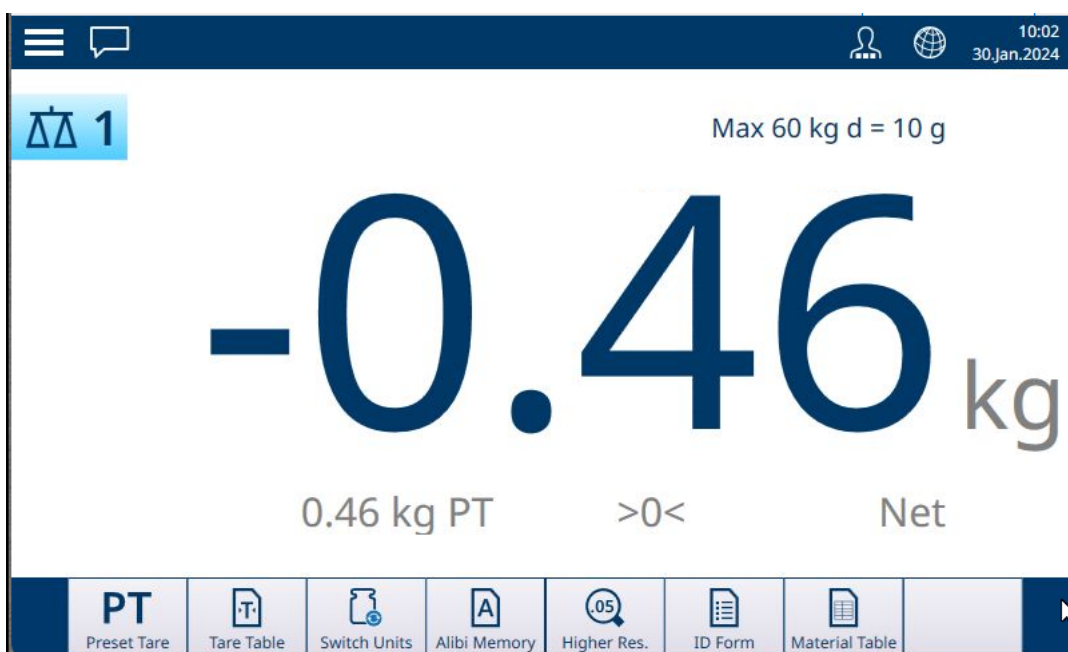 10:02
30.Jan.2024
1
Max 60 kg d = 10 g
-0.46 kg
0.46 kg PT >0< Net
PT
Preset Tare
T
Tare Table
Switch Units
A
Alibi Memory
.05
Higher Res.
ID Form
Material Table